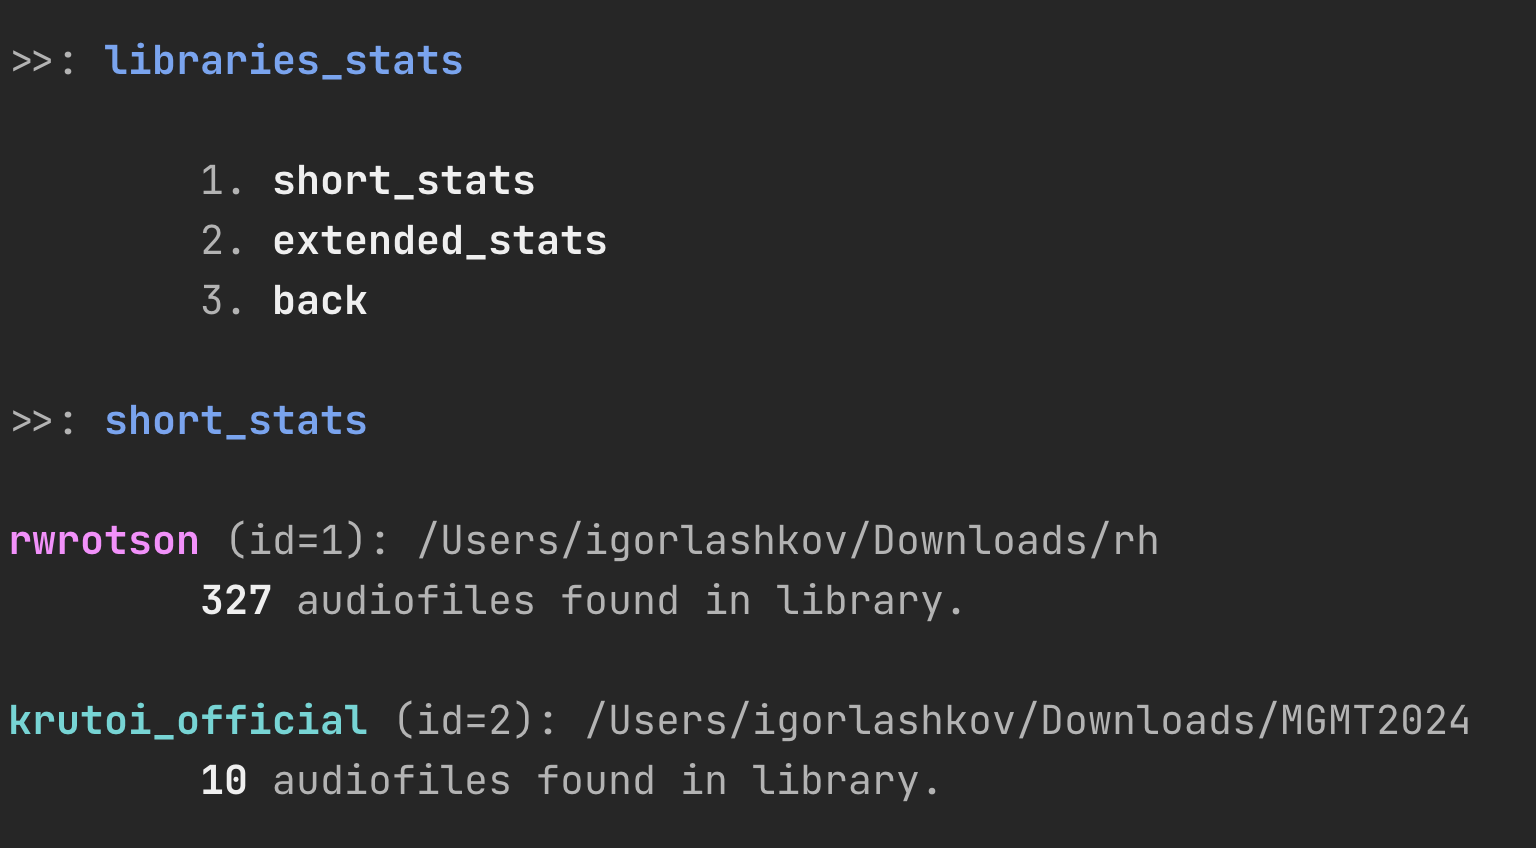 >>: libraries_stats
1. short_stats
2. extended_stats
3. back
>>: short_stats
rwrotson (id=1): /Users/igorlashkov/Downloads/rh
327 audiofiles found in library.
krutoi_official (id=2): /Users/igorlashkov/Downloads/MGMT2024
10 audiofiles found in library.